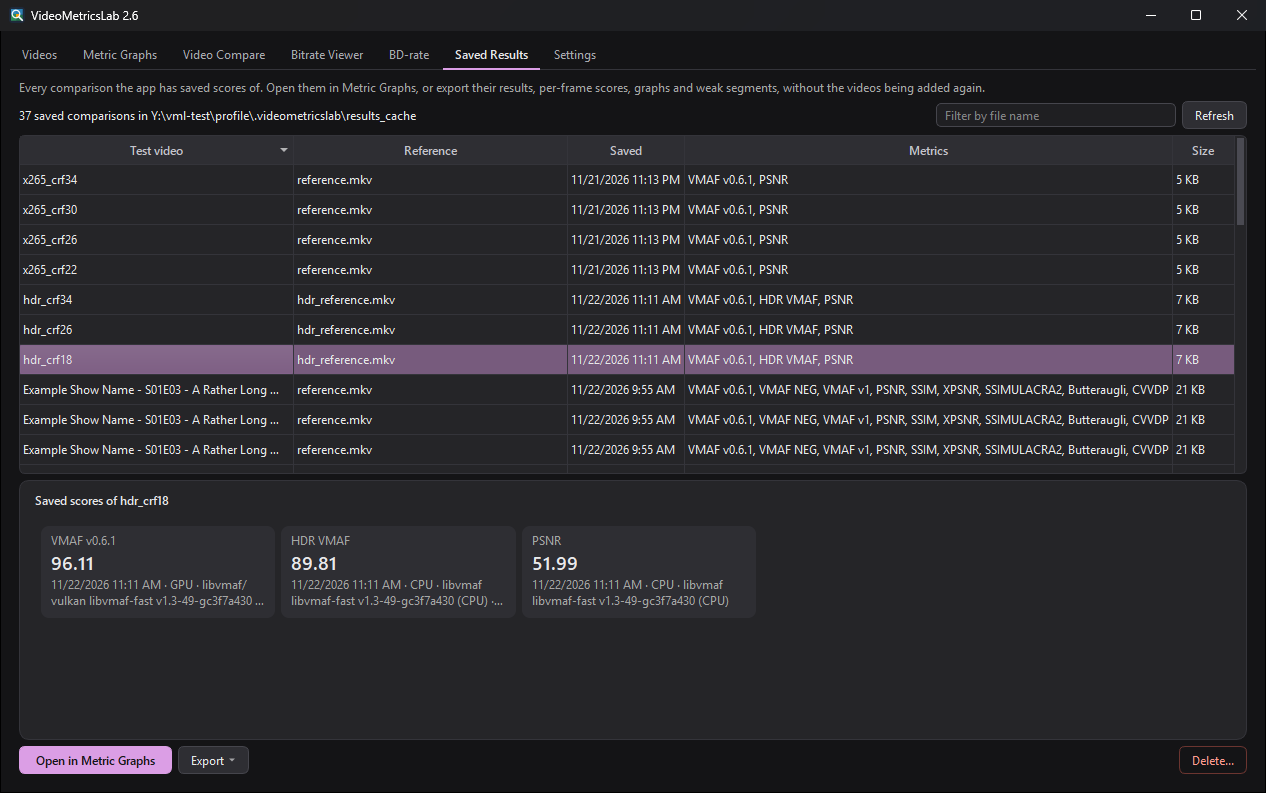 VideoMetricsLab 2.6
Videos Metric Graphs Video Compare Bitrate Viewer BD-rate Saved Results Settings
Every comparison the app has saved scores of. Open them in Metric Graphs, or export their results, per-frame scores, graphs and weak segments, without the videos being added again.
37 saved comparisons in Y:\vml-test\profile\.videometricslab\results_cache Filter by file name Refresh
Test video Reference Saved Metrics Size
x265_crf34 reference.mkv 11/21/2026 11:13 PM VMAF v0.6.1, PSNR 5 KB
x265_crf30 reference.mkv 11/21/2026 11:13 PM VMAF v0.6.1, PSNR 5 KB
x265_crf26 reference.mkv 11/21/2026 11:13 PM VMAF v0.6.1, PSNR 5 KB
x265_crf22 reference.mkv 11/21/2026 11:13 PM VMAF v0.6.1, PSNR 5 KB
hdr_crf34 hdr_reference.mkv 11/22/2026 11:11 AM VMAF v0.6.1, HDR VMAF, PSNR 7 KB
hdr_crf26 hdr_reference.mkv 11/22/2026 11:11 AM VMAF v0.6.1, HDR VMAF, PSNR 7 KB
hdr_crf18 hdr_reference.mkv 11/22/2026 11:11 AM VMAF v0.6.1, HDR VMAF, PSNR 7 KB
Example Show Name - S01E03 - A Rather Long ... reference.mkv 11/22/2026 9:55 AM VMAF v0.6.1, VMAF NEG, VMAF v1, PSNR, SSIM, XPSNR, SSIMULACRA2, Butteraugli, CVVDP 21 KB
Example Show Name - S01E03 - A Rather Long ... reference.mkv 11/22/2026 9:55 AM VMAF v0.6.1, VMAF NEG, VMAF v1, PSNR, SSIM, XPSNR, SSIMULACRA2, Butteraugli, CVVDP 21 KB
Example Show Name - S01E03 - A Rather Long ... reference.mkv 11/22/2026 9:55 AM VMAF v0.6.1, VMAF NEG, VMAF v1, PSNR, SSIM, XPSNR, SSIMULACRA2, Butteraugli, CVVDP 21 KB
Saved scores of hdr_crf18
VMAF v0.6.1
96.11
11/22/2026 11:11 AM · GPU · libvmaf/
vulkan libvmaf-fast v1.3-49-gc3f7a430 ...
HDR VMAF
89.81
11/22/2026 11:11 AM · CPU · libvmaf
libvmaf-fast v1.3-49-gc3f7a430 (CPU) ·...
PSNR
51.99
11/22/2026 11:11 AM · CPU · libvmaf
libvmaf-fast v1.3-49-gc3f7a430 (CPU)
Open in Metric Graphs Export Delete...